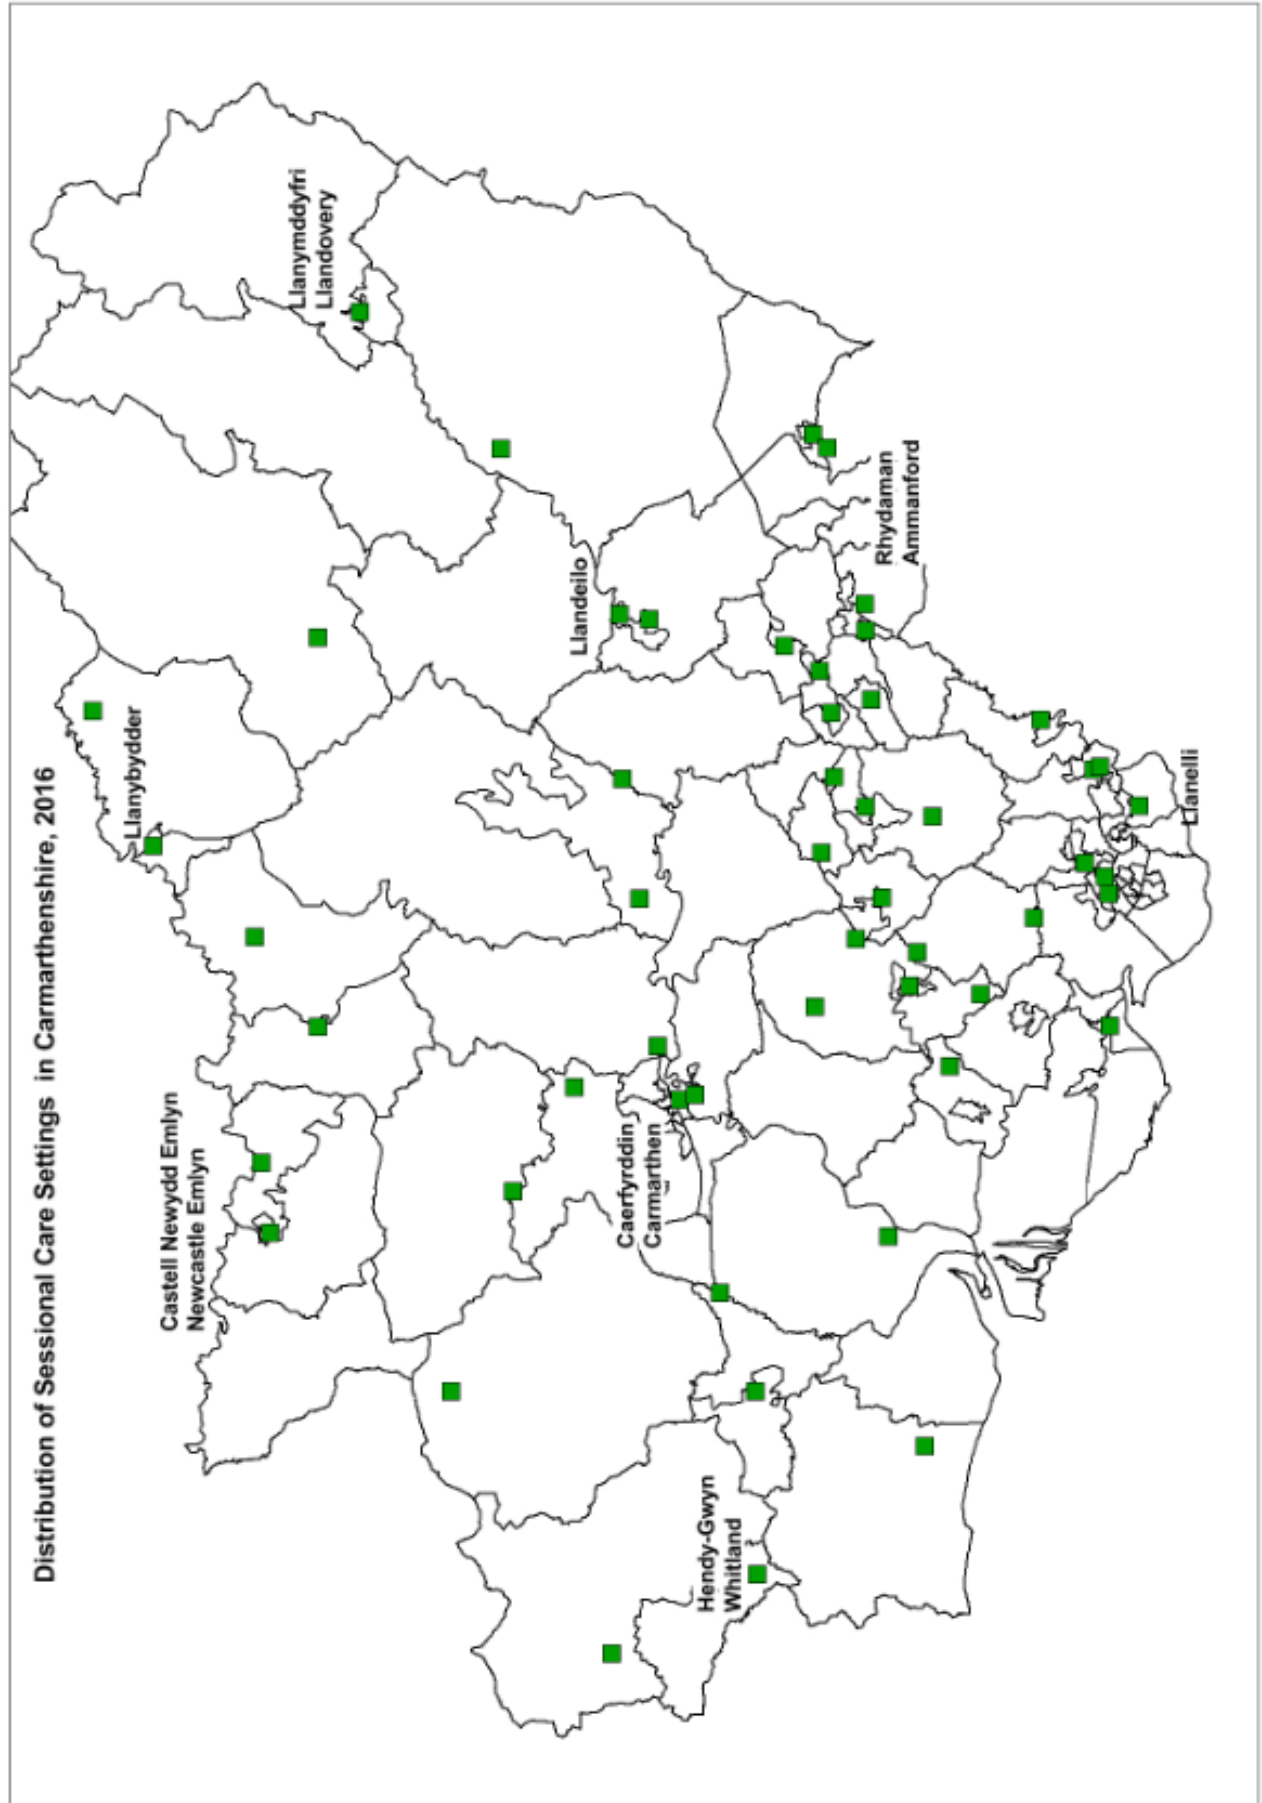 Distribution of Sessional Care Settings in Carmarthenshire, 2016
Llanybydder
Castell Newydd Emlyn
Newcastle Emlyn
Llanymddyfri
Llandovery
Llandeilo
Caerfyrddin
Carmarthen
Hendy-Gwyn
Whitland
Rhydaman
Ammanford
Llanelli